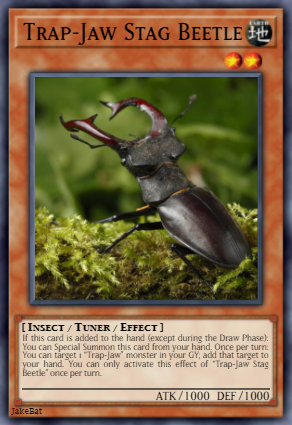 Trap-Jaw Stag Beetle
EARTH
地
[ Insect / Tuner / Effect ]
If this card is added to the hand (except during the Draw Phase):
You can Special Summon this card from your hand. Once per turn:
You can target 1 "Trap-Jaw" monster in your GY; add that target to
your hand. You can only activate this effect of "Trap-Jaw Stag
Beetle" once per turn.
ATK/1000 DEF/1000
JakeBat